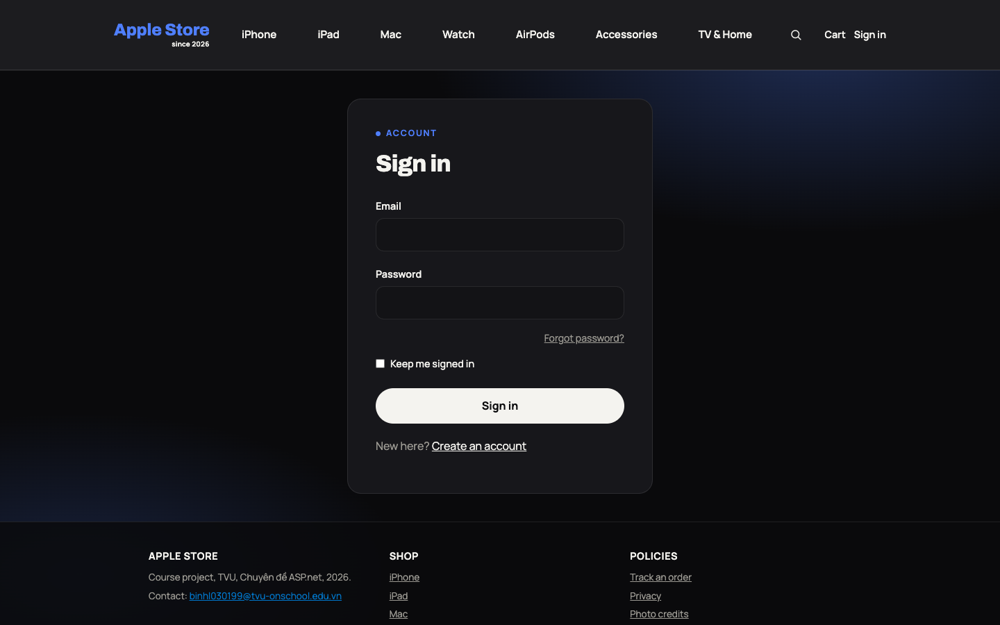 Apple Store
since 2026
iPhone
iPad
Mac
Watch
AirPods
Accessories
TV & Home
Cart
Sign in
ACCOUNT
Sign in
Email
Password
Forgot password?
Keep me signed in
Sign in
New here? Create an account
APPLE STORE
Course project, TVU, Chuyên đề ASP.net, 2026.
Contact: binhl030199@tvu-onschool.edu.vn
SHOP
iPhone
iPad
Mac
POLICIES
Track an order
Privacy
Photo credits